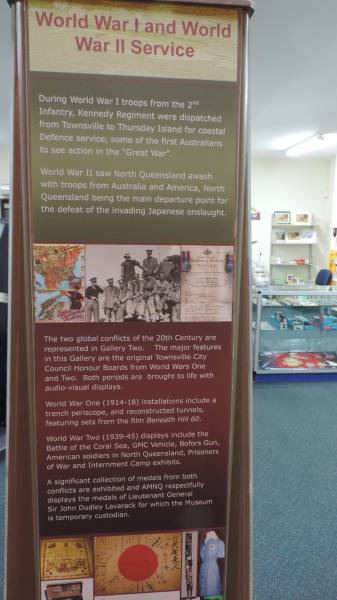 World War I and World
War II Service
During World War I troops from the 2nd
Infantry, Kennedy Regiment were dispatched
from Townsville to Thursday Island for coastal
Defence service, some of the first Australians
to see action in the "Great War".
World War II saw North Queensland awash
with troops from Australia and America, North
Queensland being the main departure point for
the defeat of the invading Japanese onslaught.
The two global conflicts of the 20th Century are
represented in Gallery Two. The major features
in this Gallery are the original Townsville City
Council Honour Boards from World Wars One
and Two. Both periods are brought to life with
audio-visual displays.
World War One (1914-18) installations include a
trench periscope, and reconstructed tunnels,
featuring sets from the film Beneath Hill 60.
World War Two (1939-45) displays include the
Battle of the Coral Sea, GMC Vehicle, Bofors Gun,
American soldiers in North Queensland, Prisoners
of War and Internment Camp exhibits.
A significant collection of medals from both
conflicts are exhibited and AMNQ respectfully
displays the medals of Lieutenant General
Sir John Dudley Lavarack for which the Museum
is temporary custodian.